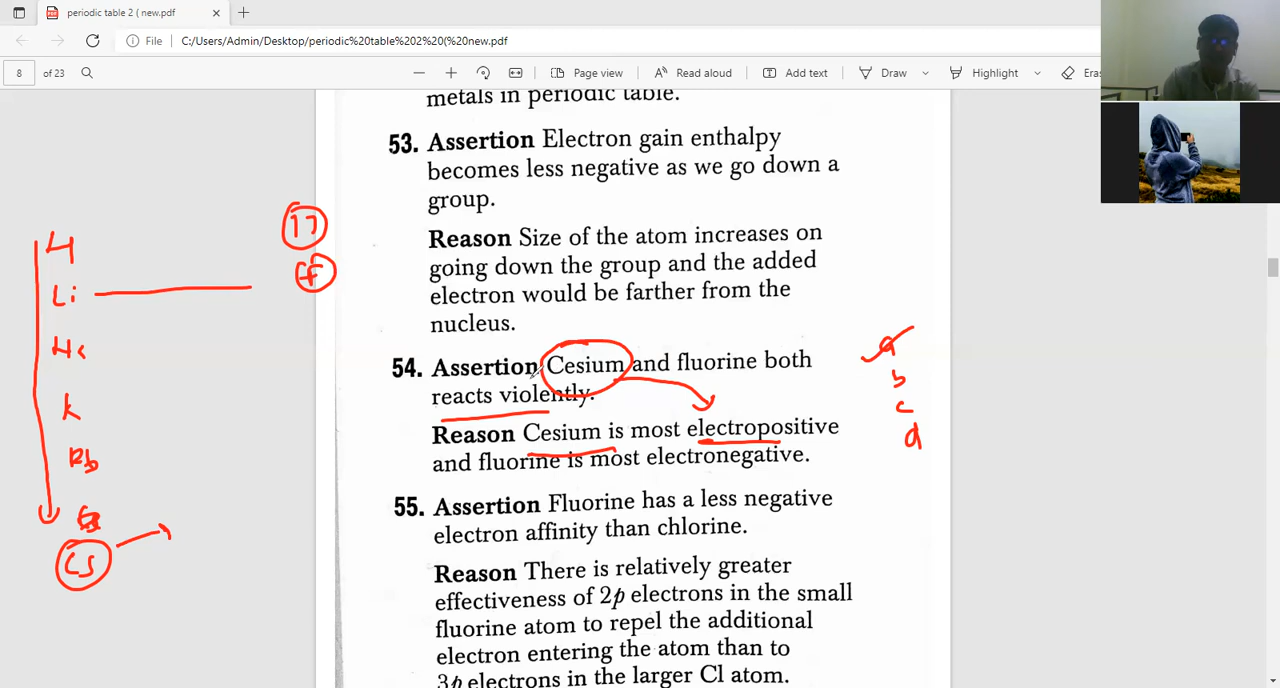 periodic table 2 ( new.pdf
File
C:/Users/Admin/Desktop/periodic%20table%202%20(%20new.pdf
8
of 23
Page view
Read aloud
Add text
Draw
Highlight
Eras
metals in periodic table.
53. Assertion Electron gain enthalpy
becomes less negative as we go down a
group.
Reason Size of the atom increases on
going down the group and the added
electron would be farther from the
nucleus.
54. Assertion Cesium and fluorine both
reacts violently.
Reason Cesium is most electropositive
and fluorine is most electronegative.
55. Assertion Fluorine has a less negative
electron affinity than chlorine.
Reason There is relatively greater
effectiveness of 2p electrons in the small
fluorine atom to repel the additional
electron entering the atom than to
3p electrons in the larger Cl atom.
17
H
Li
K
Rb
Cs
a
b
c
d